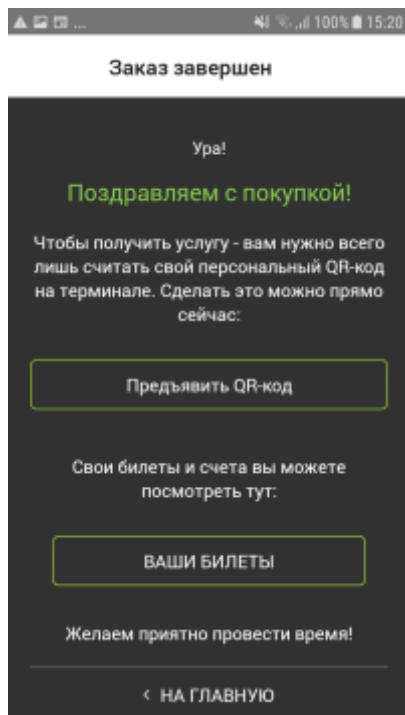 ... 100% 15:20
Заказ завершен
Ура!
Поздравляем с покупкой!
Чтобы получить услугу - вам нужно всего
лишь считать свой персональный QR-код
на терминале. Сделать это можно прямо
сейчас:
Предъявить QR-код
Свои билеты и счета вы можете
посмотреть тут:
ВАШИ БИЛЕТЫ
Желаем приятно провести время!
< НА ГЛАВНУЮ